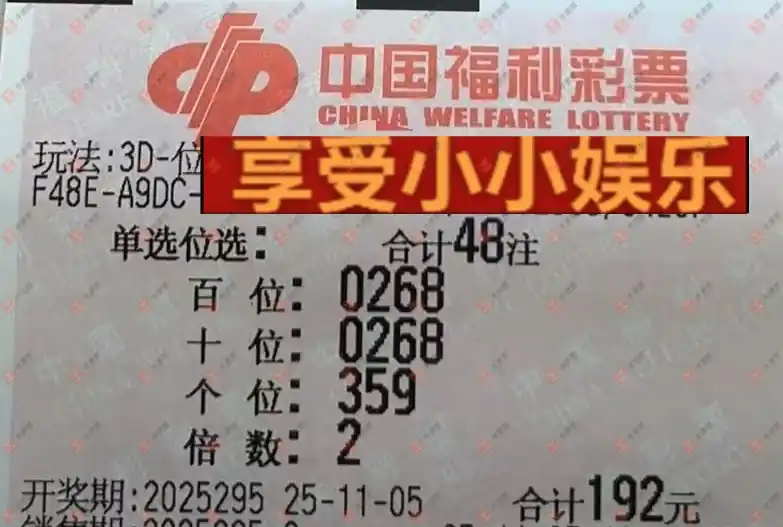 中国福利彩票
CHINA WELFARE LOTTERY
玩法:3D-位
享受小小娱乐
F48E-A9DC-
单选位选: 合计48注
百位: 0268
十位: 0268
个位: 359
倍数: 2
开奖期:2025295 25-11-05 合计192元